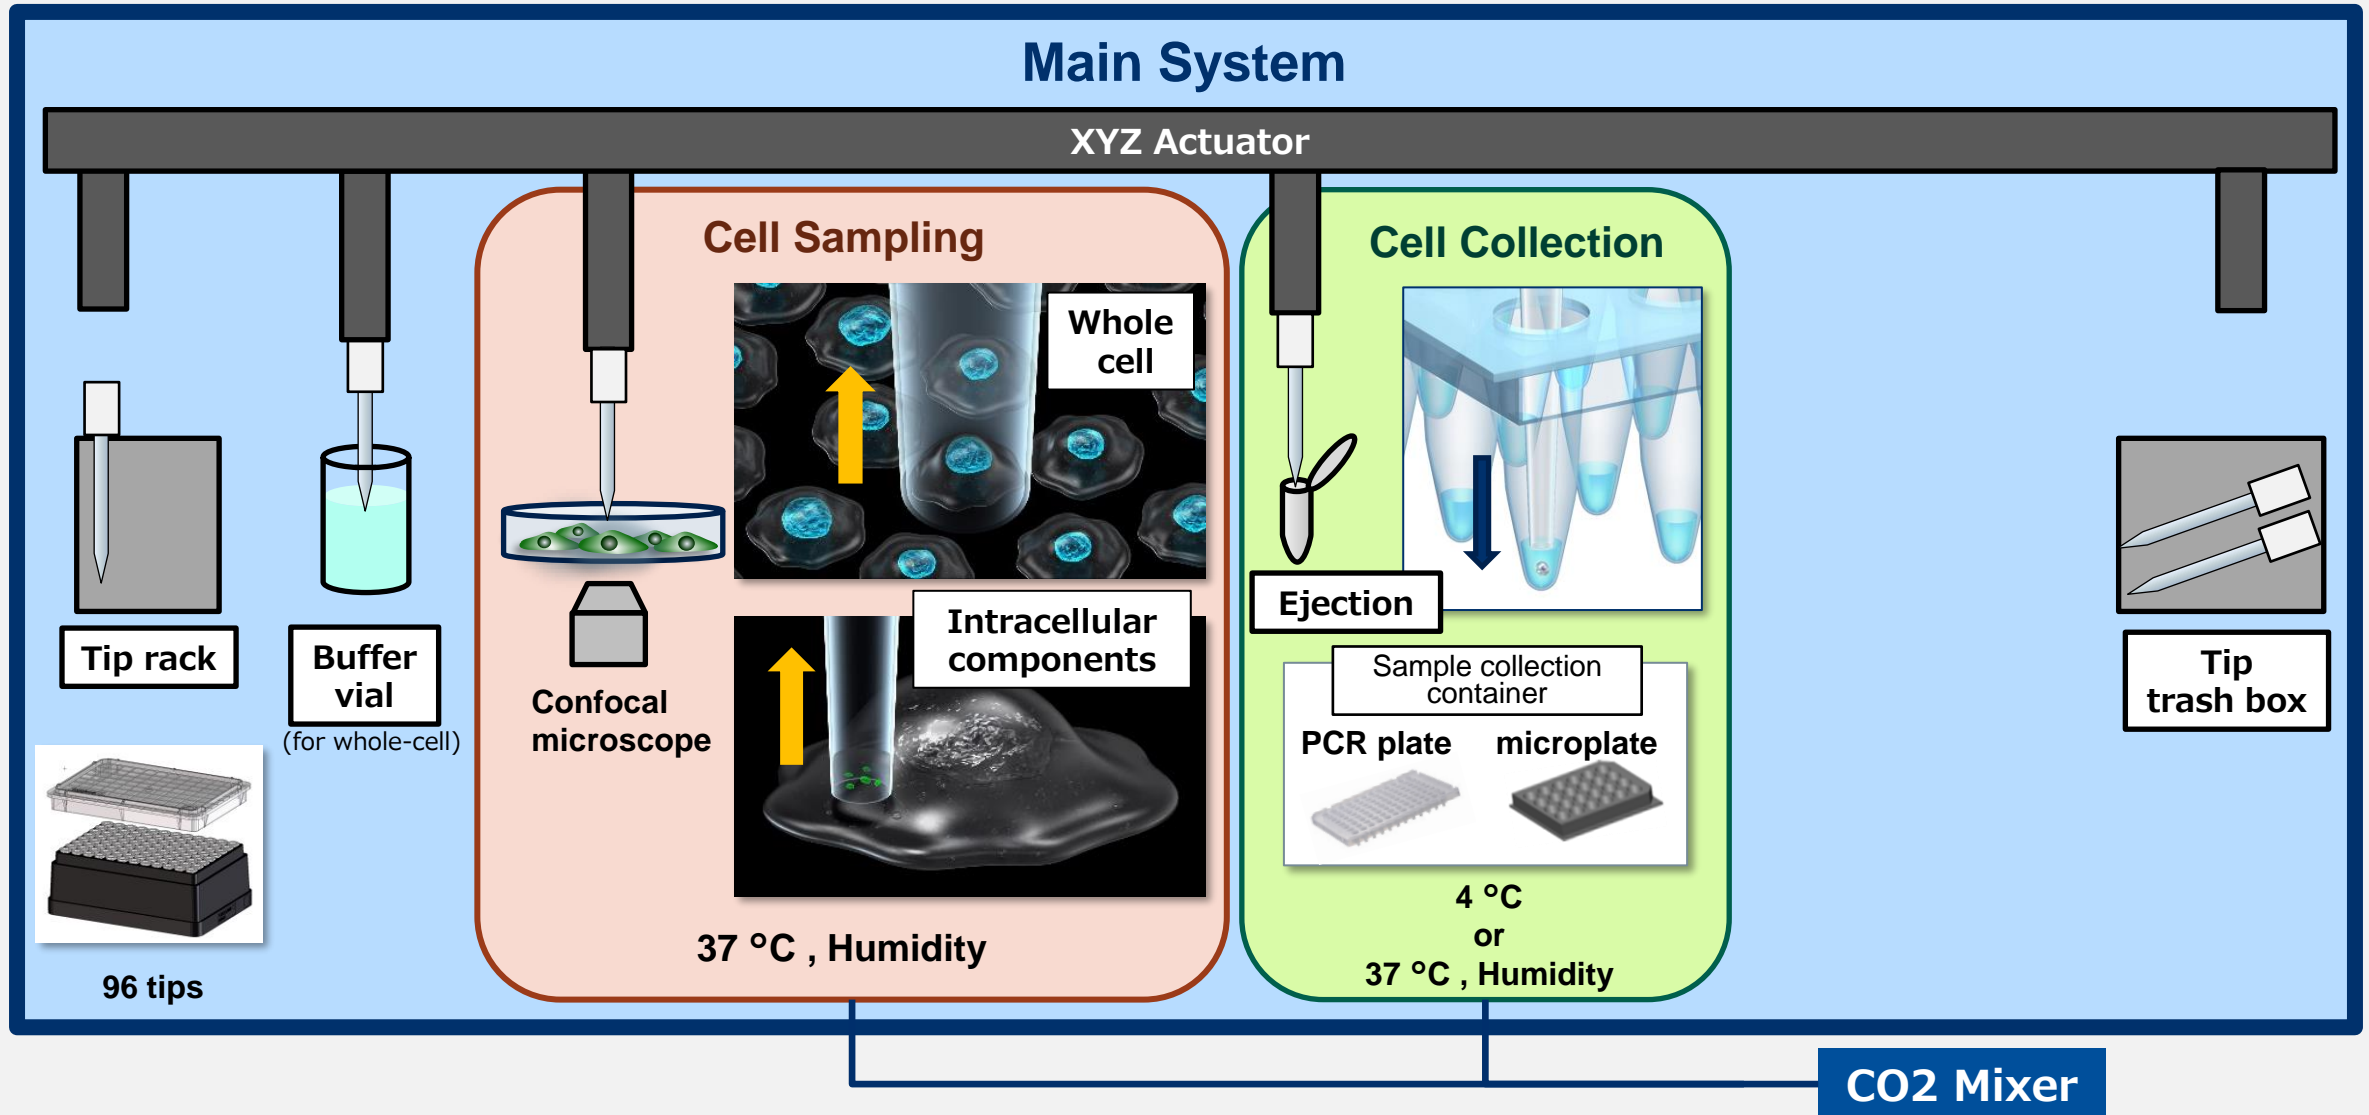 Main System
XYZ Actuator
Cell Sampling
Whole
cell
Intracellular
components
Confocal
microscope
37 °C , Humidity
Cell Collection
Ejection
Sample collection
container
PCR plate
microplate
4 °C
or
37 °C , Humidity
Tip rack
96 tips
Buffer
vial
(for whole-cell)
Tip
trash box
CO2 Mixer